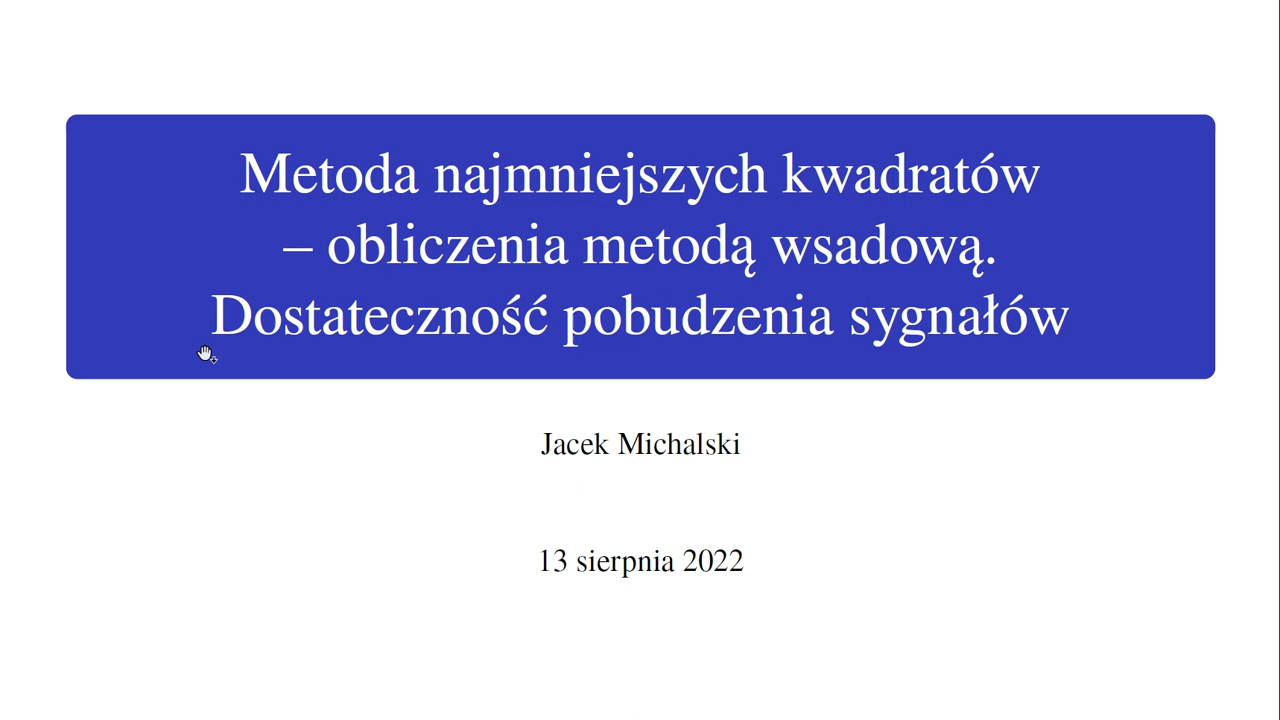 Metoda najmniejszych kwadratów
– obliczenia metodą wsadową.
Dostateczność pobudzenia sygnałów
Jacek Michalski
13 sierpnia 2022